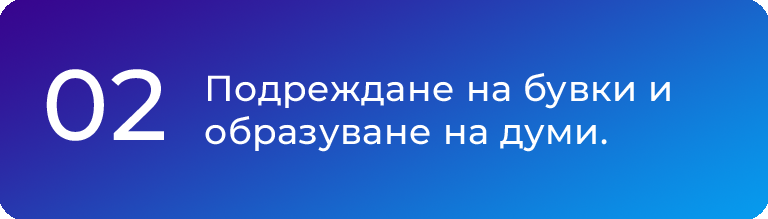 02
Подреждане на бувки и
образуване на думи.